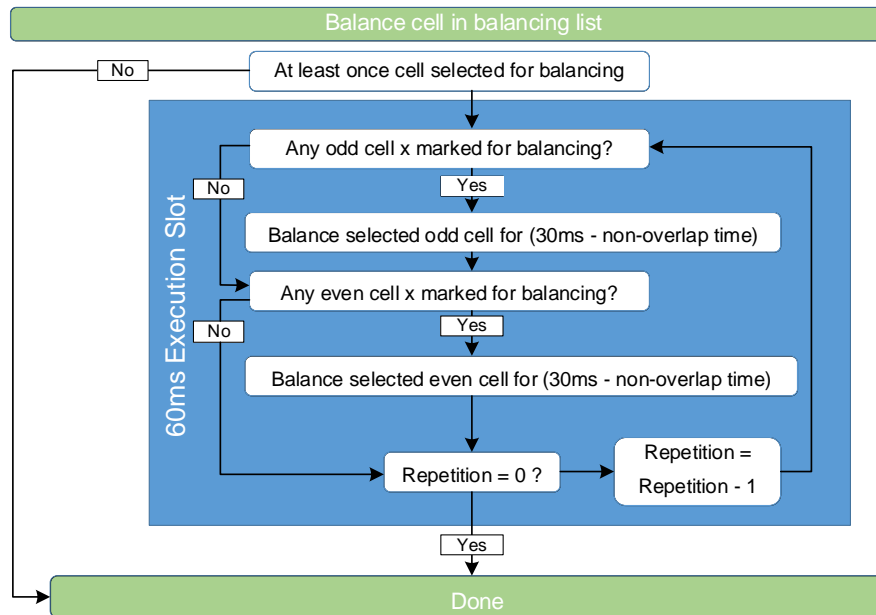 Balance cell in balancing list
No
At least once cell selected for balancing
Any odd cell x marked for balancing?
No
Yes
60ms Execution Slot
Balance selected odd cell for (30ms - non-overlap time)
Any even cell x marked for balancing?
No
Yes
Balance selected even cell for (30ms - non-overlap time)
Repetition = 0 ?
Repetition =
Repetition - 1
Yes
Done